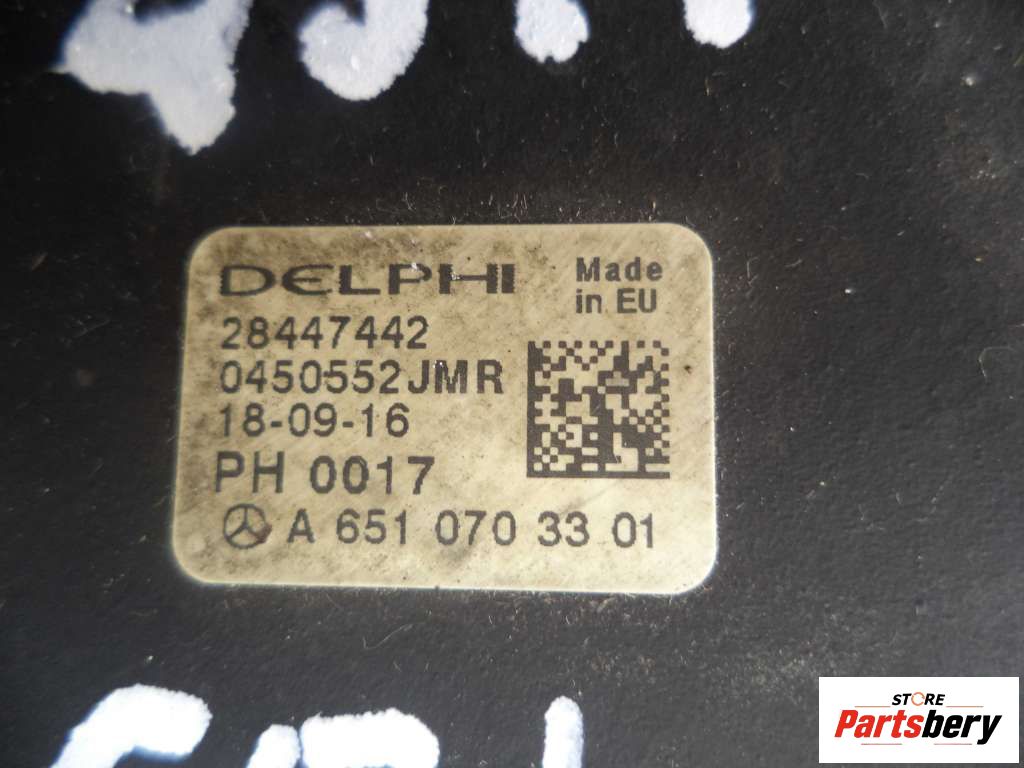 DELPHI
Made
in EU
28447442
0450552JMR
18-09-16
PH 0017
A 651 070 33 01
STORE
Partsbery